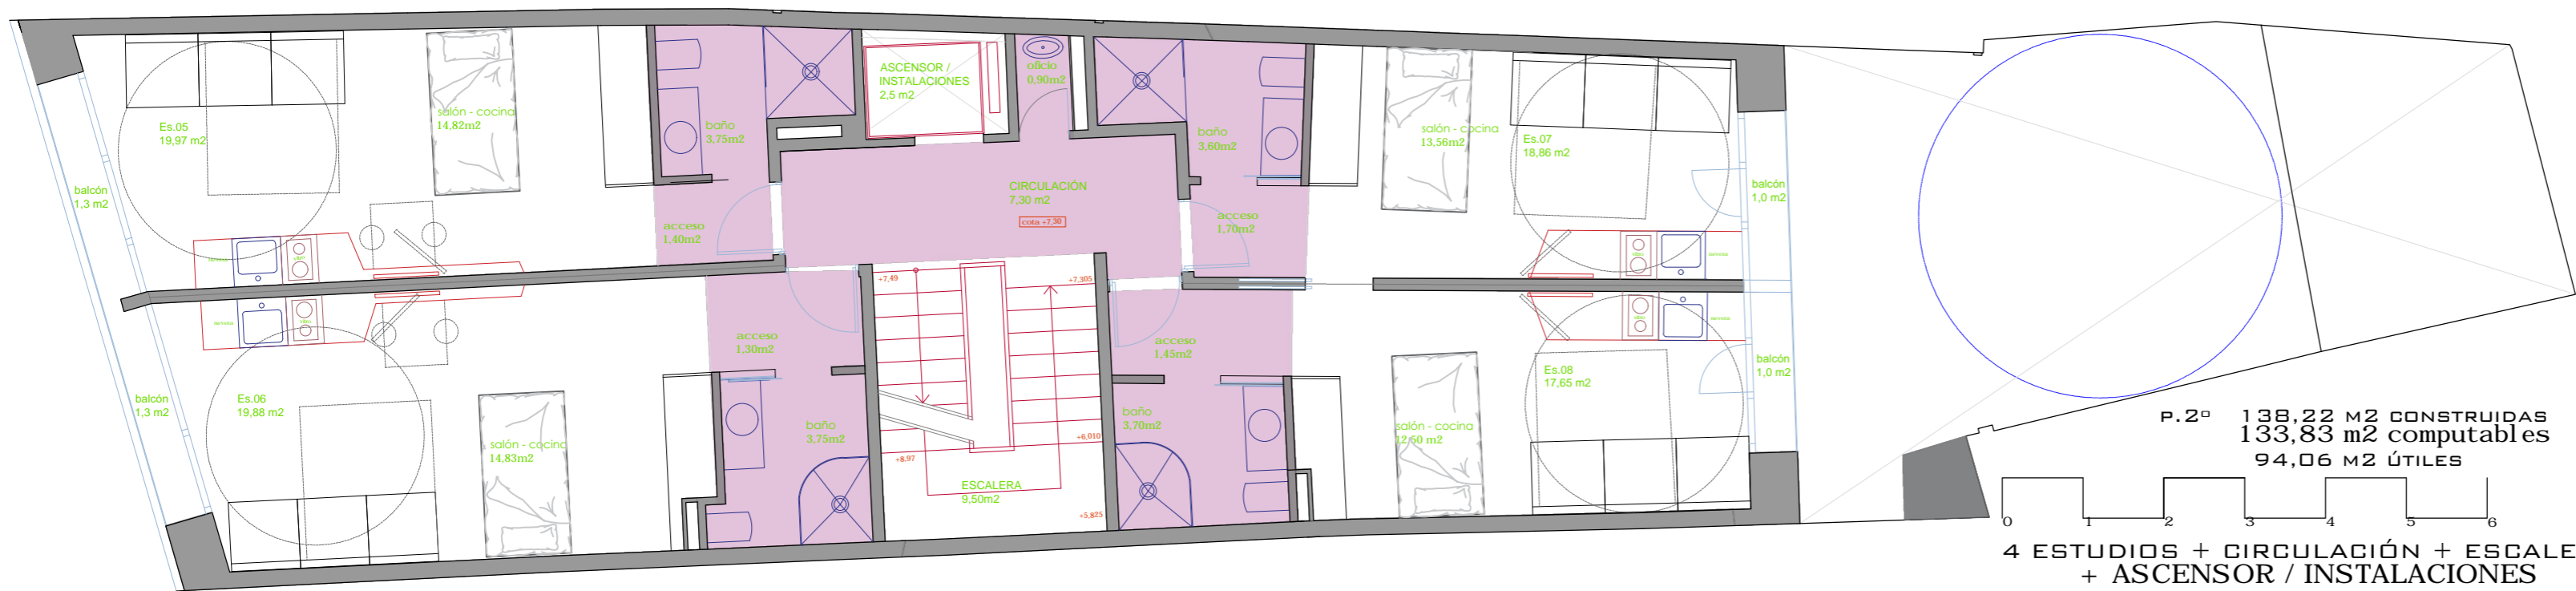 Es.05
19,97 m2
salón - cocina
14,82m2
balcón
1,3 m2
baño
3,75m2
acceso
1,40m2
ASCENSOR /
INSTALACIONES
2,5 m2
oficio
0,90m2
CIRCULACIÓN
7,30 m2
cota +7,30
baño
3,60m2
acceso
1,70m2
salón - cocina
13,56m2
Es.07
18,86 m2
balcón
1,0 m2
Es.06
19,88 m2
balcón
1,3 m2
salón - cocina
14,83m2
acceso
1,30m2
baño
3,75m2
+7,49
+7,305
+6,010
+8,97
+5,825
ESCALERA
9,50m2
acceso
1,45m2
baño
3,70m2
salón - cocina
12,60 m2
Es.08
17,65 m2
balcón
1,0 m2
P.2º 138,22 M2 CONSTRUIDAS
133,83 m2 computables
94,06 M2 ÚTILES
0 1 2 3 4 5 6
4 ESTUDIOS + CIRCULACIÓN + ESCALE
+ ASCENSOR / INSTALACIONES